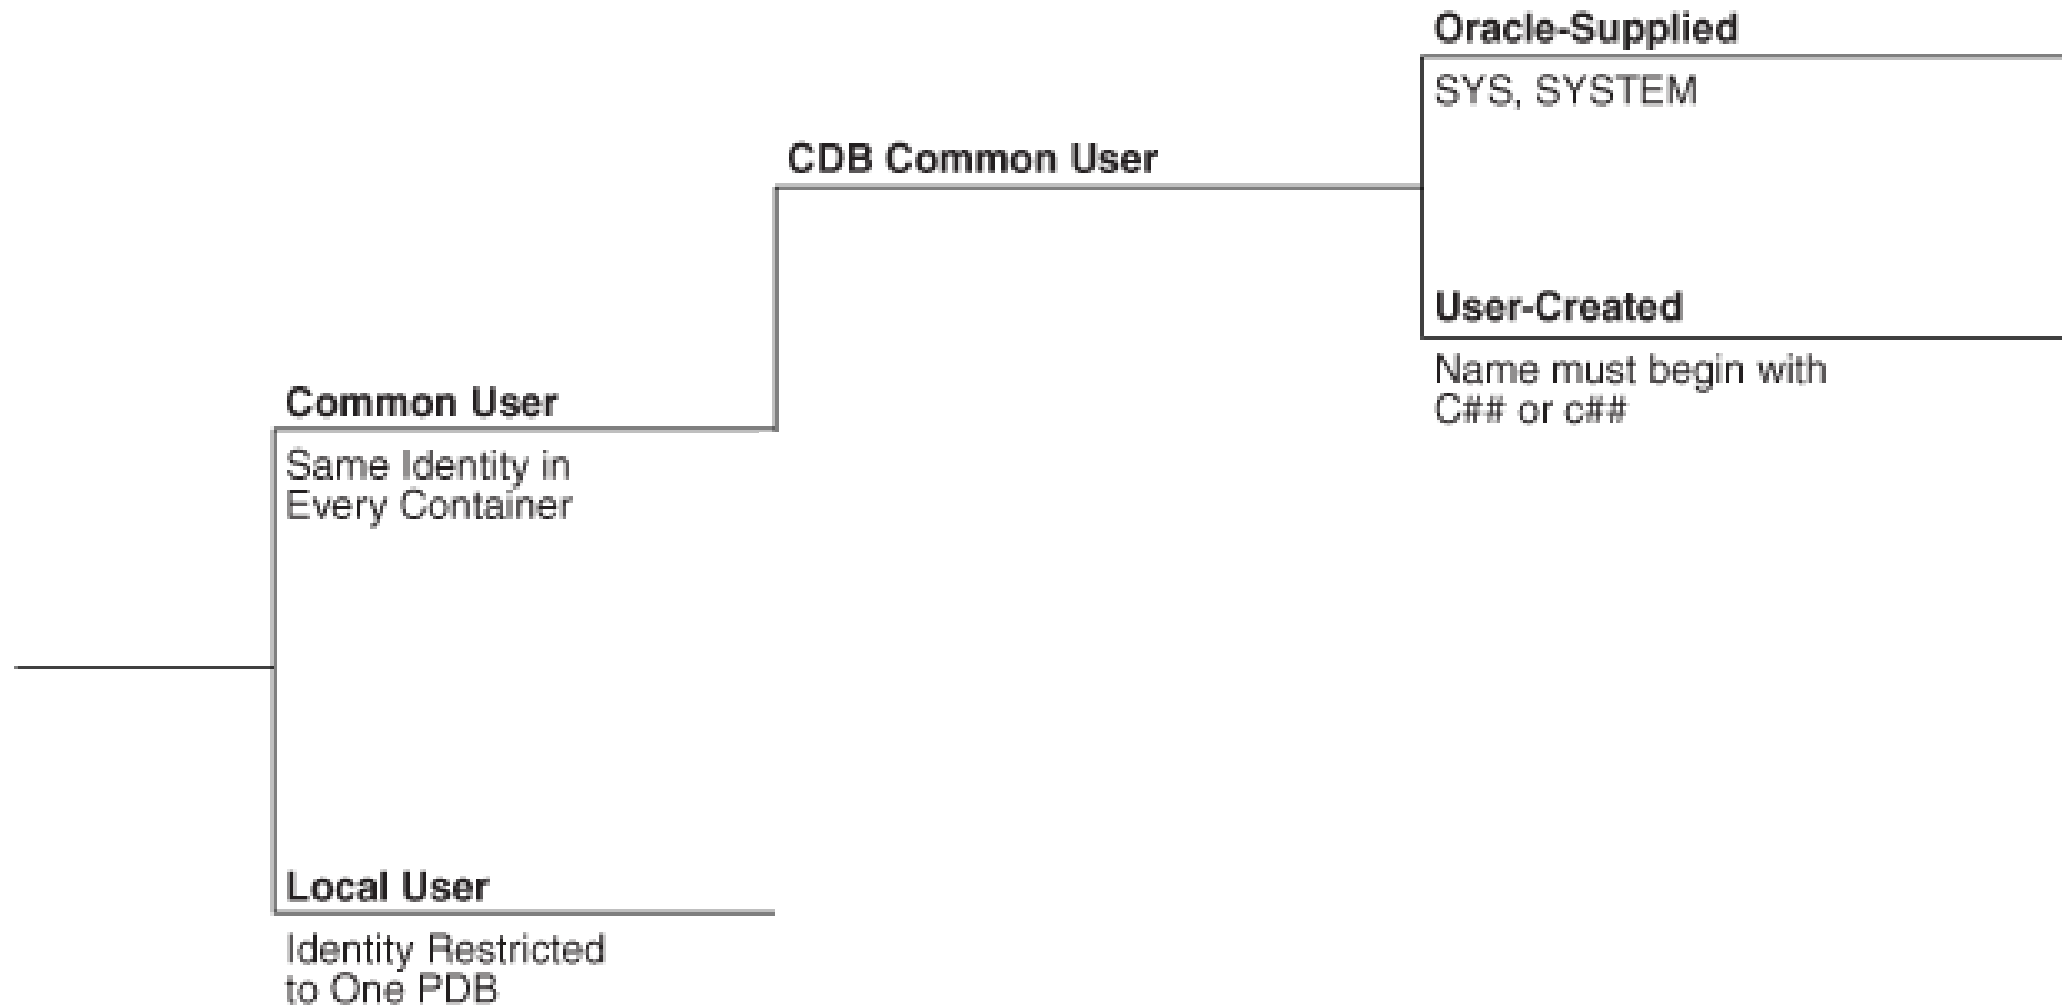 Oracle-Supplied
SYS, SYSTEM
CDB Common User
User-Created
Name must begin with
C## or c##
Common User
Same Identity in
Every Container
Local User
Identity Restricted
to One PDB